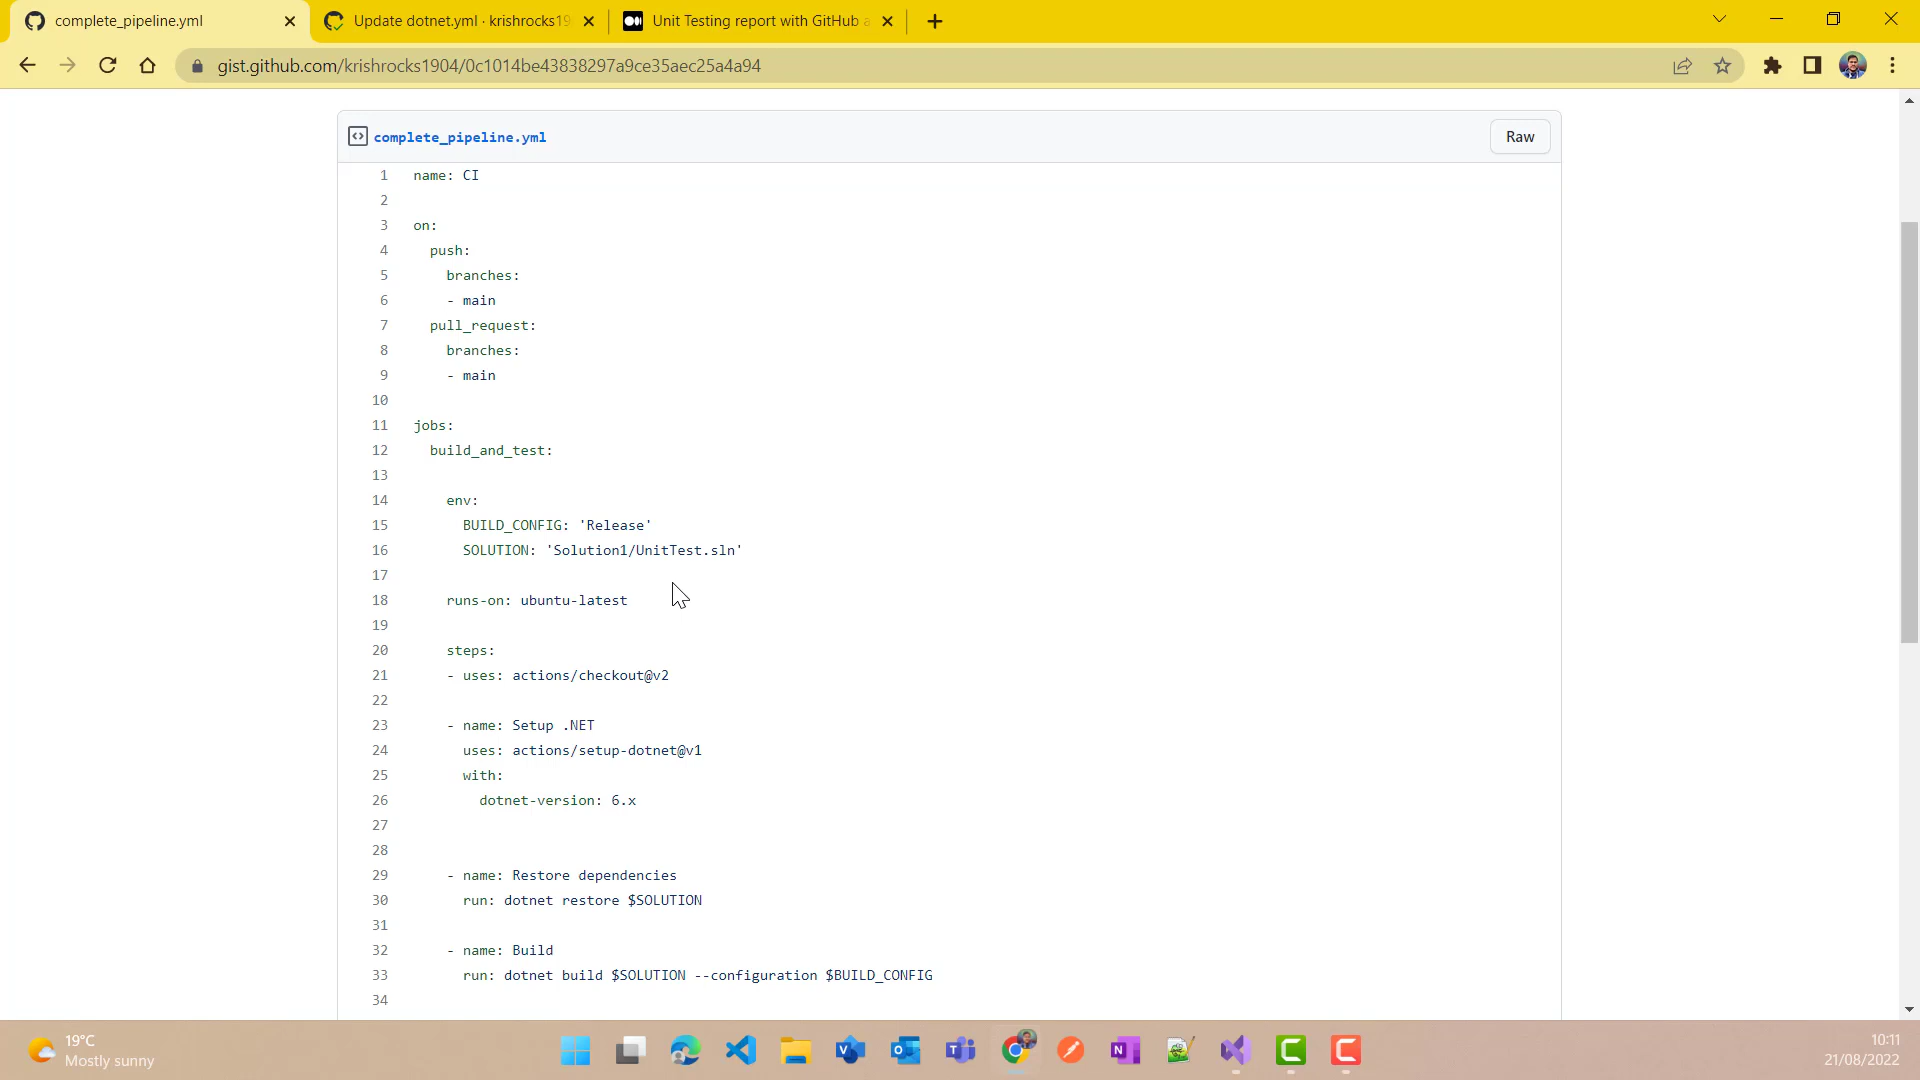 complete_pipeline.yml
Update dotnet.yml · krishrocks19
Unit Testing report with GitHub a
gist.github.com/krishrocks1904/0c1014be43838297a9ce35aec25a4a94
complete_pipeline.yml
Raw
1 name: CI
2
3 on:
4 push:
5 branches:
6 - main
7 pull_request:
8 branches:
9 - main
10
11 jobs:
12 build_and_test:
13
14 env:
15 BUILD_CONFIG: 'Release'
16 SOLUTION: 'Solution1/UnitTest.sln'
17
18 runs-on: ubuntu-latest
19
20 steps:
21 - uses: actions/checkout@v2
22
23 - name: Setup .NET
24 uses: actions/setup-dotnet@v1
25 with:
26 dotnet-version: 6.x
27
28
29 - name: Restore dependencies
30 run: dotnet restore $SOLUTION
31
32 - name: Build
33 run: dotnet build $SOLUTION --configuration $BUILD_CONFIG
34
19°C
Mostly sunny
10:11
21/08/2022